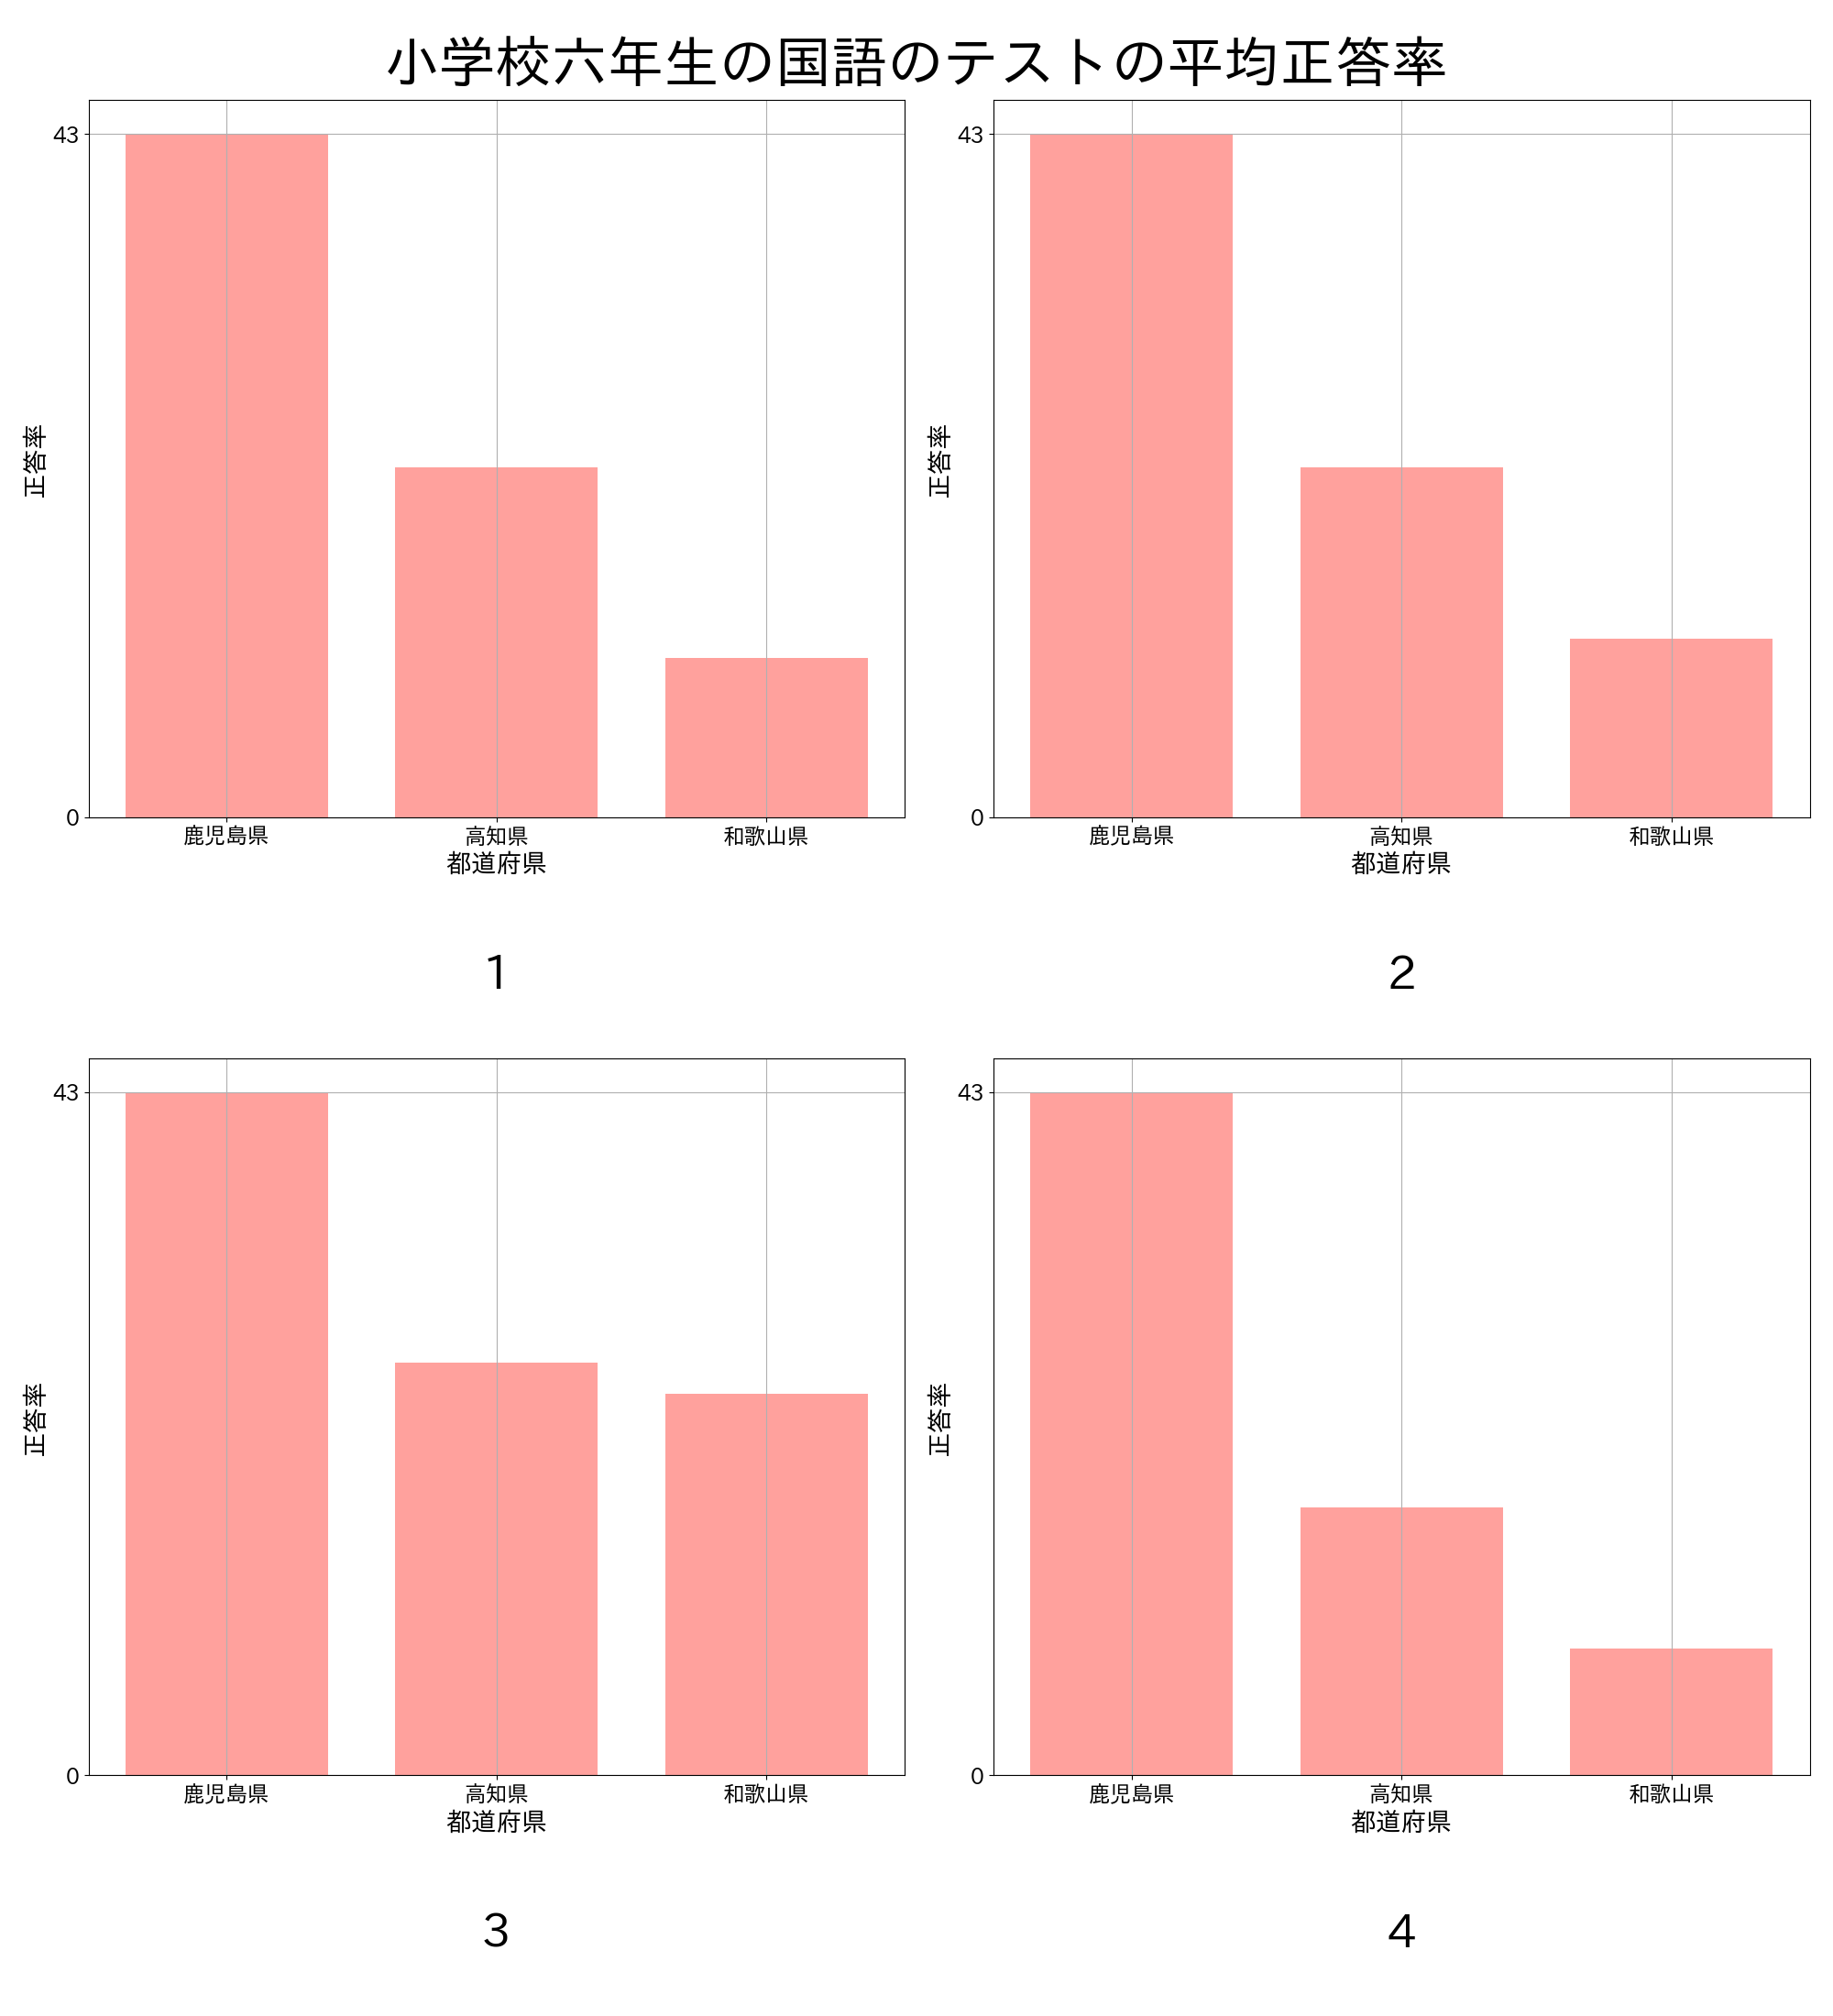 小学校六年生の国語のテストの平均正答率
43
0
正答率
鹿児島県
高知県
和歌山県
都道府県
1
43
0
正答率
鹿児島県
高知県
和歌山県
都道府県
2
43
0
正答率
鹿児島県
高知県
和歌山県
都道府県
3
43
0
正答率
鹿児島県
高知県
和歌山県
都道府県
4